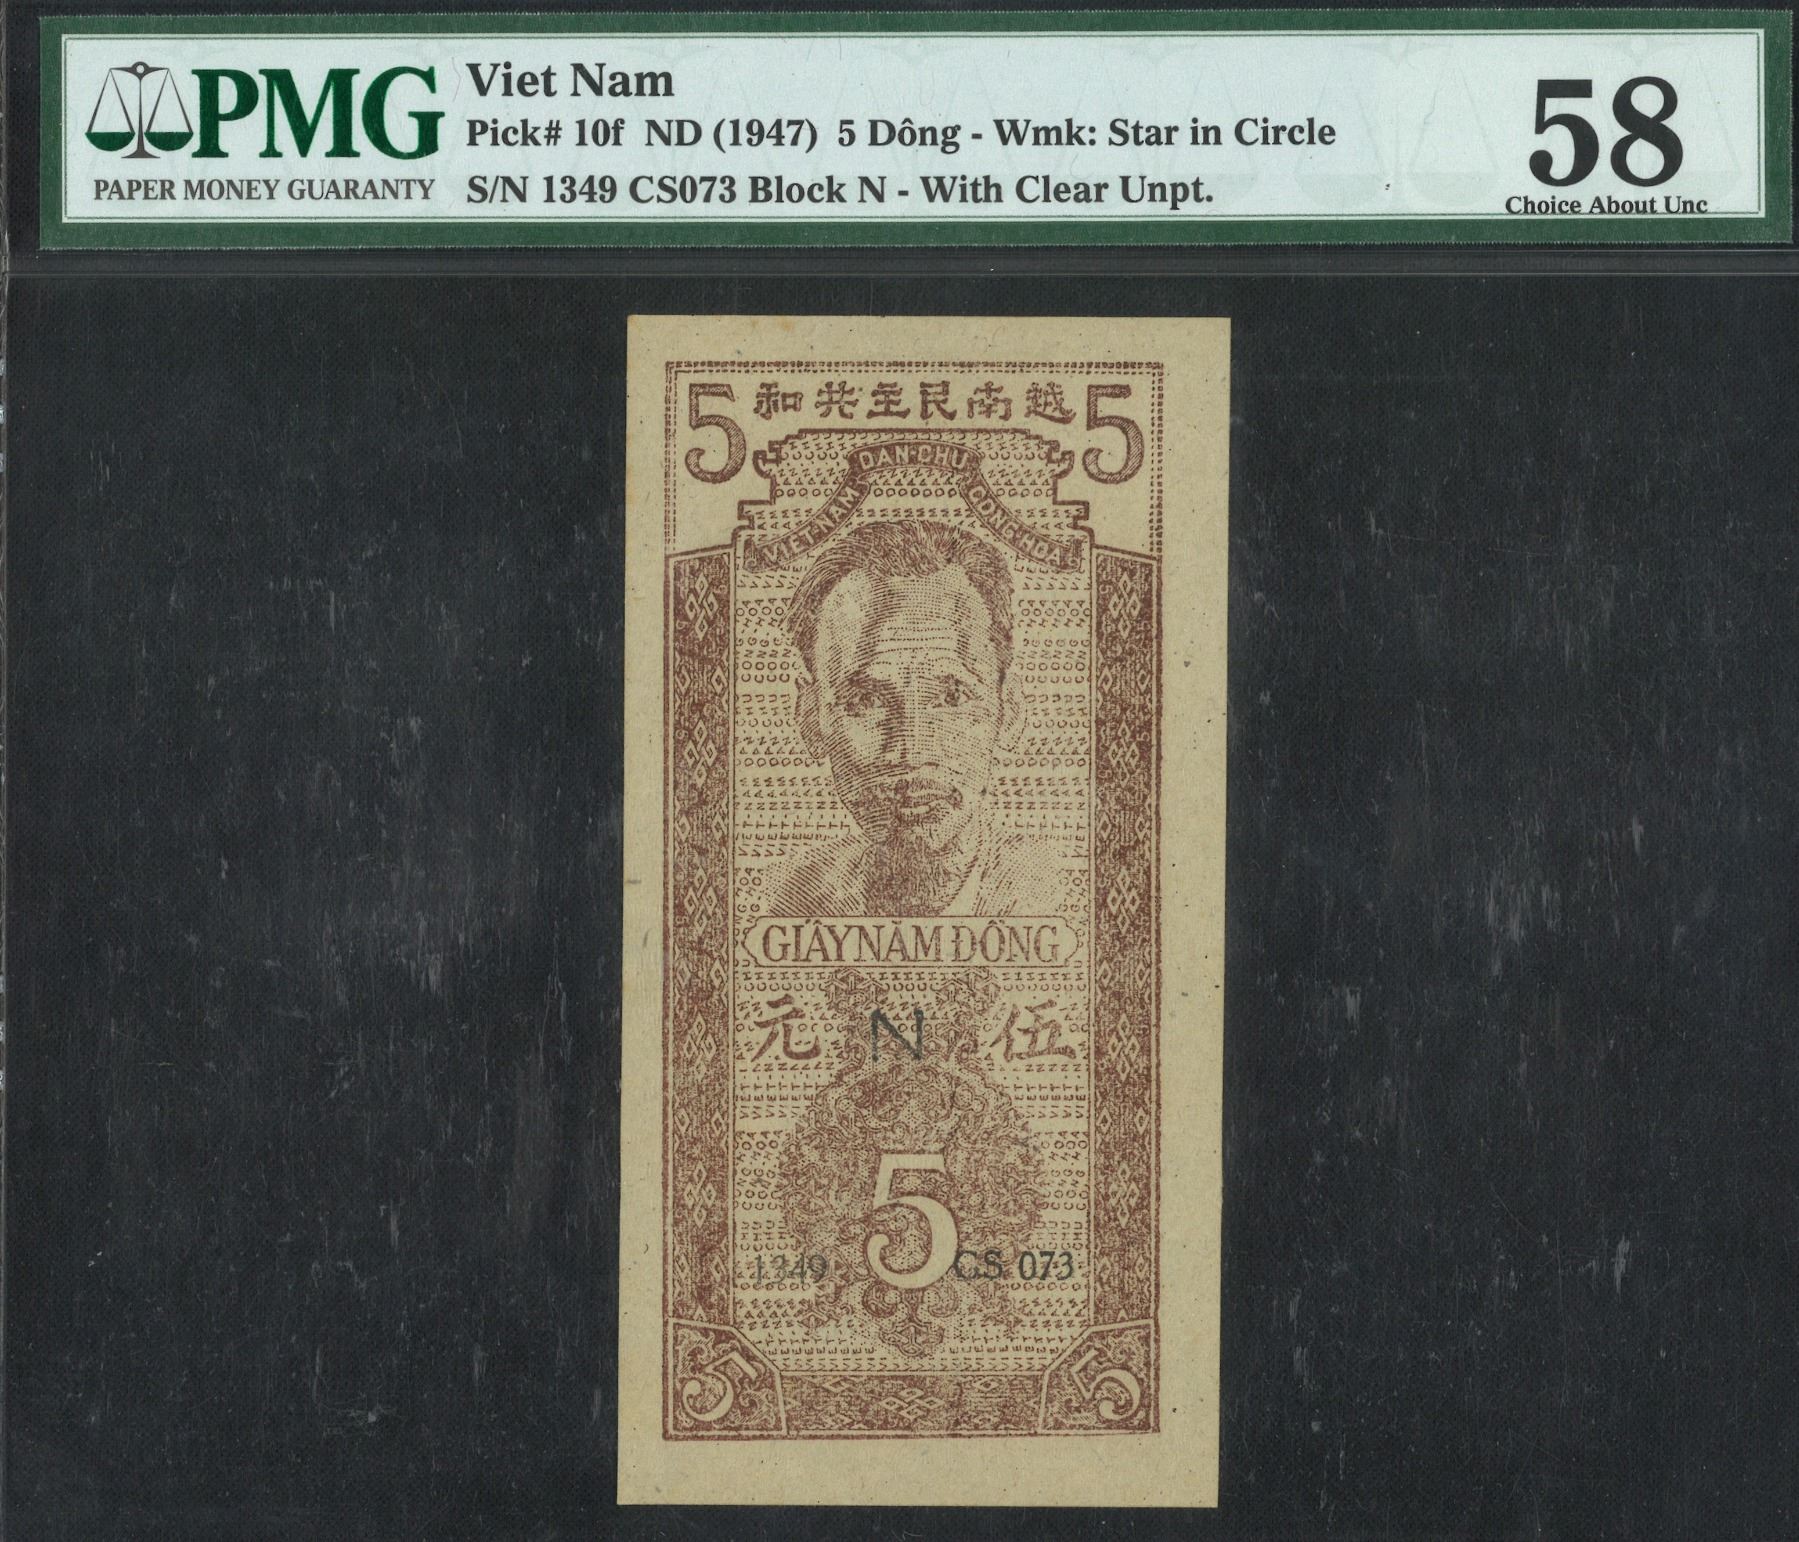 PMG
PAPER MONEY GUARANTY
Viet Nam
Pick# 10f ND (1947) 5 Dông - Wmk: Star in Circle
S/N 1349 CS073 Block N - With Clear Unpt.
58
Choice About Unc
5 和共主民南越 5
VIET-NAM DAN-CHU CONG-HOA
GIẤY NĂM ĐỒNG
元 N 伍
5
1349 CS 073
5 5